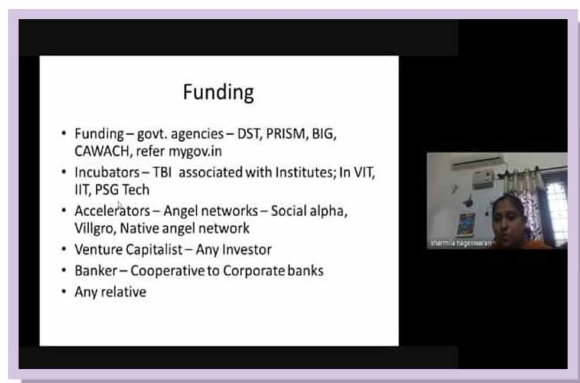 Funding
• Funding – govt. agencies – DST, PRISM, BIG,
CAWACH, refer mygov.in
• Incubators – TBI associated with Institutes; In VIT,
IIT, PSG Tech
• Accelerators – Angel networks – Social alpha,
Villgro, Native angel network
• Venture Capitalist – Any Investor
• Banker – Cooperative to Corporate banks
• Any relative
sharmila nageswaran